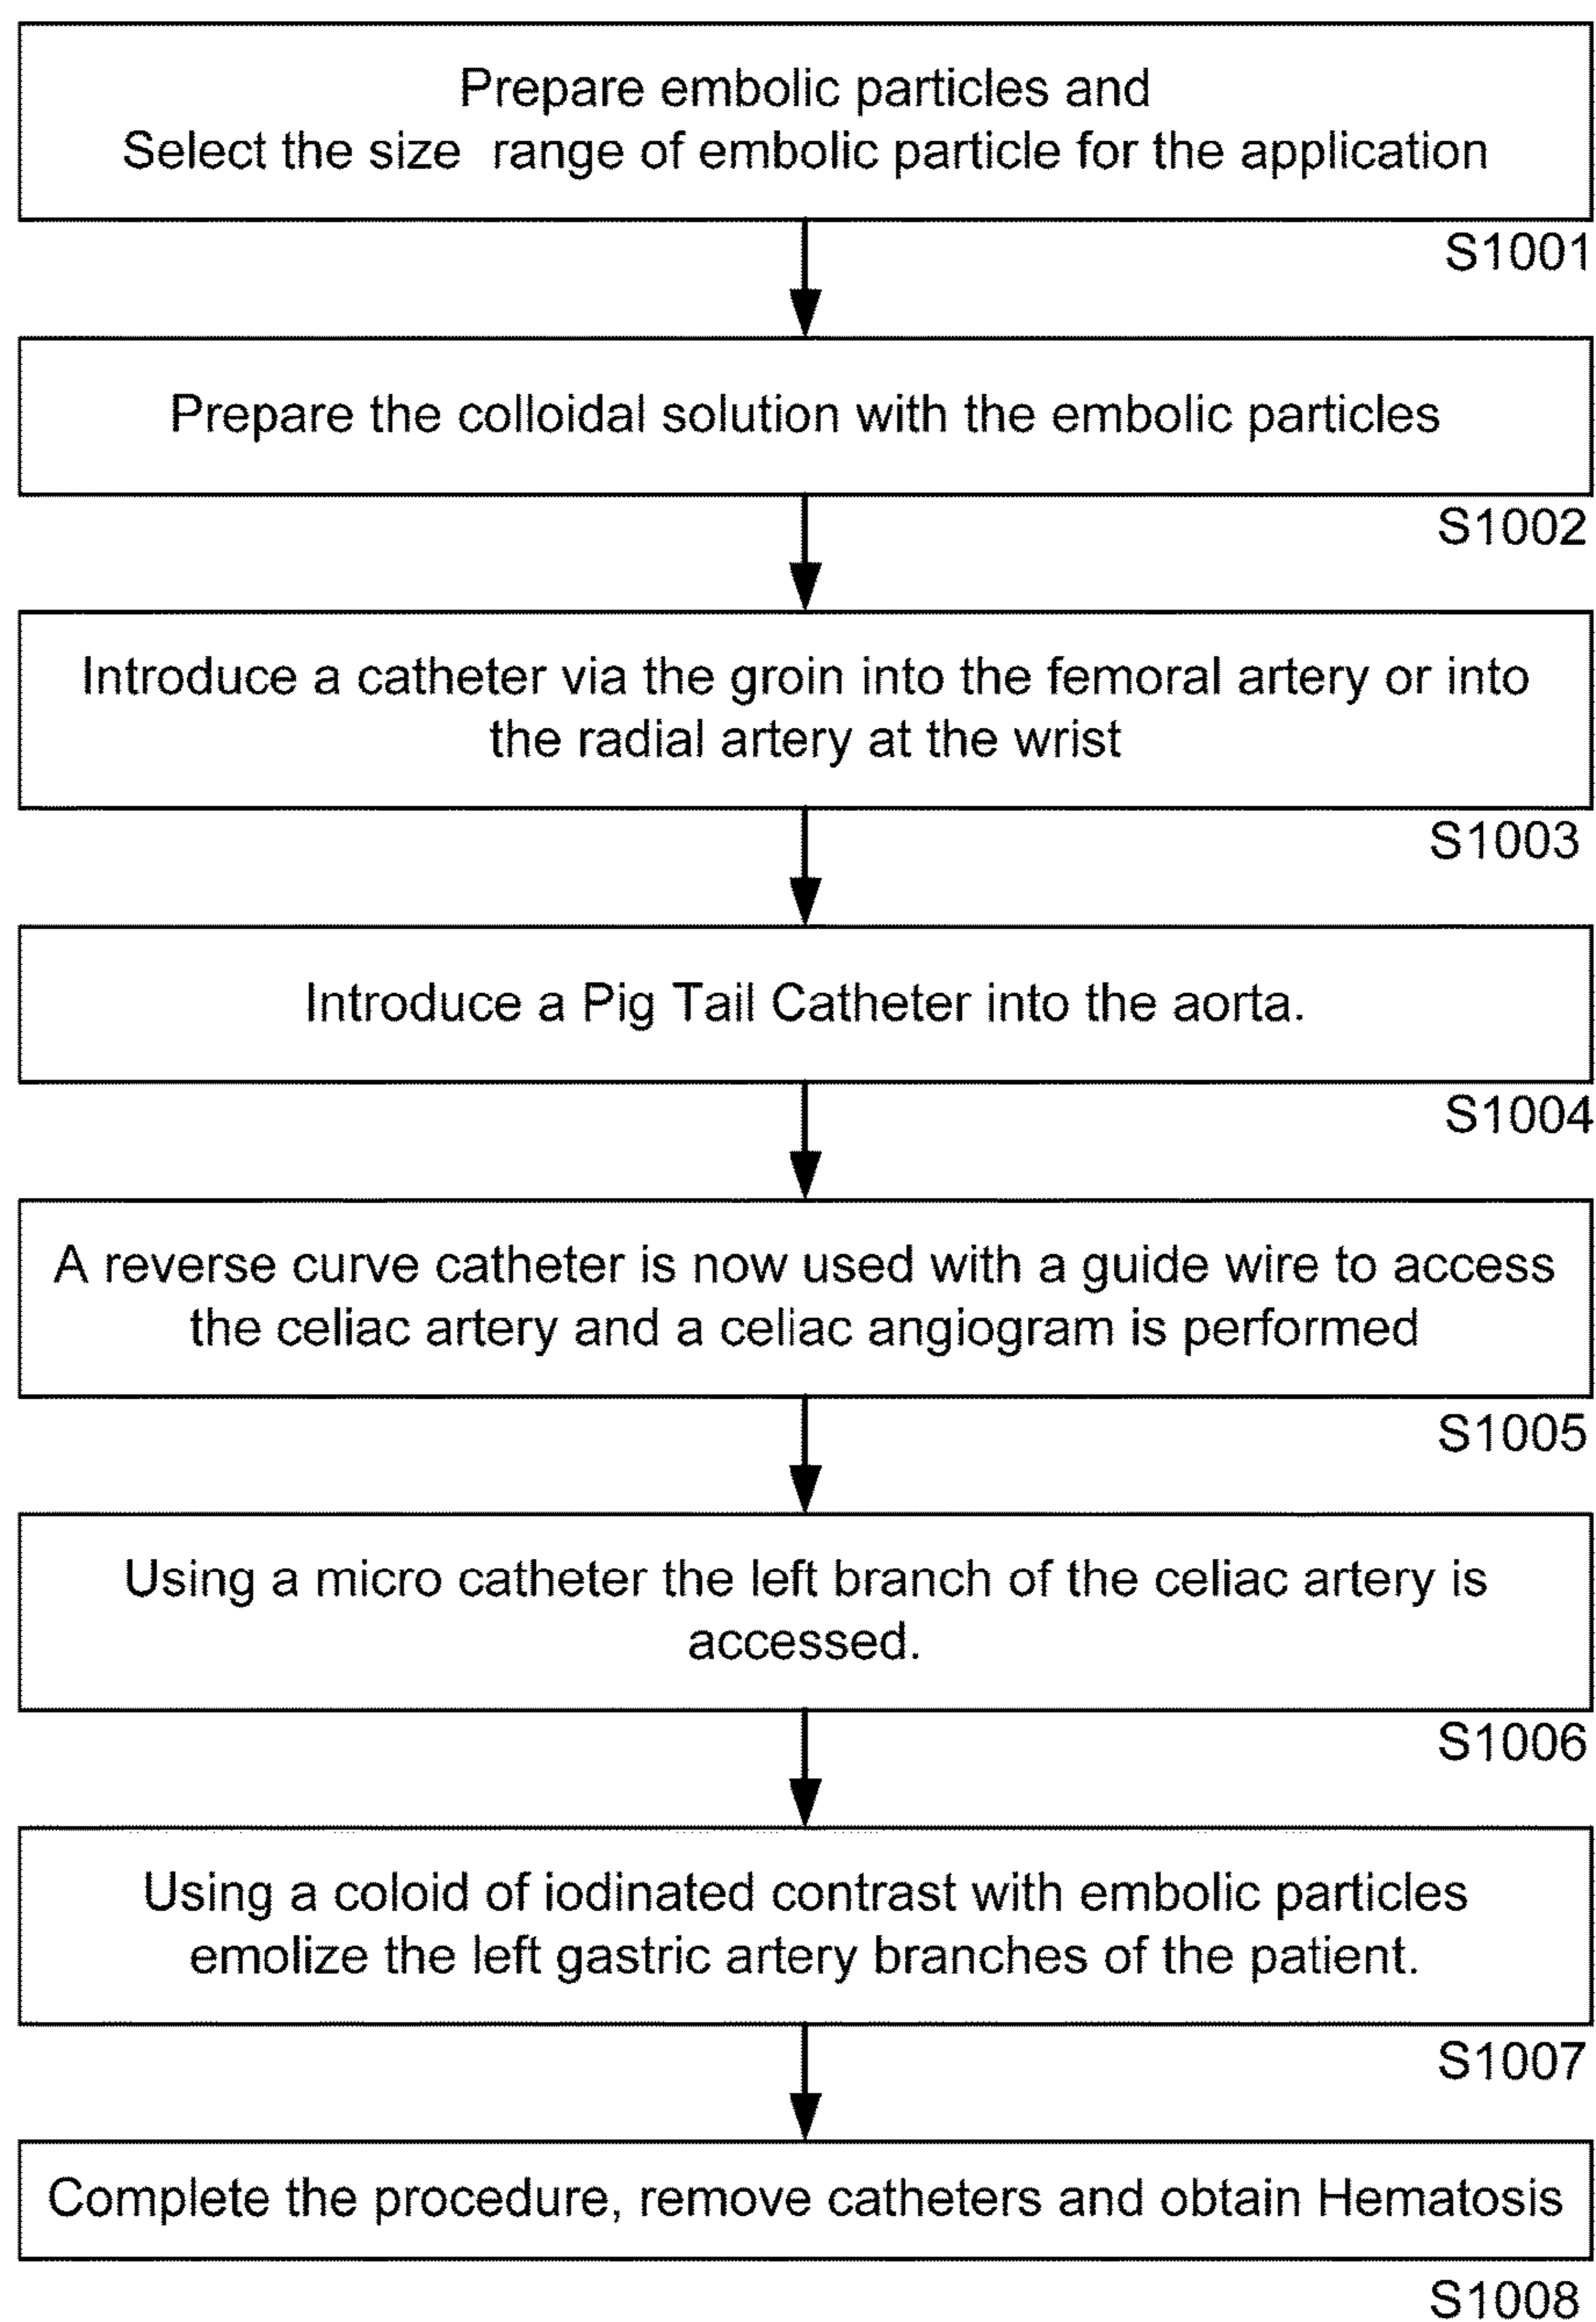 Prepare embolic particles and
Select the size range of embolic particle for the application
S1001
Prepare the colloidal solution with the embolic particles
S1002
Introduce a catheter via the groin into the femoral artery or into
the radial artery at the wrist
S1003
Introduce a Pig Tail Catheter into the aorta.
S1004
A reverse curve catheter is now used with a guide wire to access
the celiac artery and a celiac angiogram is performed
S1005
Using a micro catheter the left branch of the celiac artery is
accessed.
S1006
Using a coloid of iodinated contrast with embolic particles
emolize the left gastric artery branches of the patient.
S1007
Complete the procedure, remove catheters and obtain Hematosis
S1008